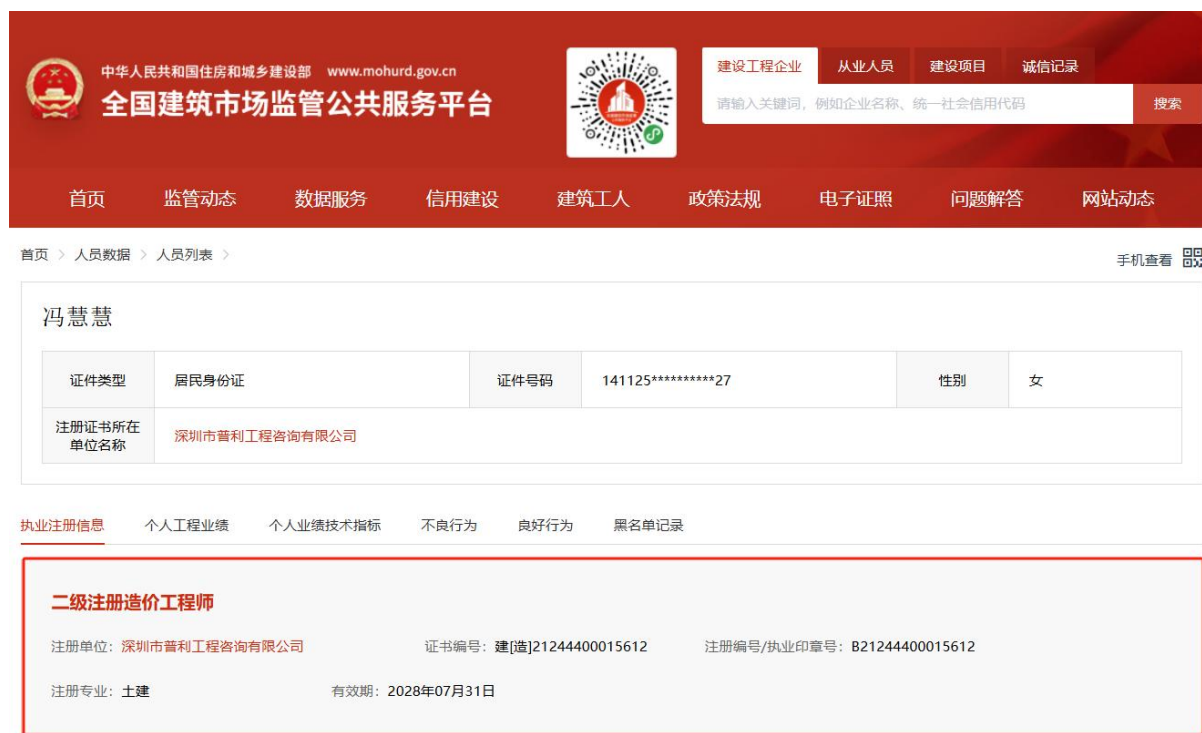 中华人民共和国住房和城乡建设部 www.mohurd.gov.cn
全国建筑市场监管公共服务平台
建设工程企业 从业人员 建设项目 诚信记录
请输入关键词，例如企业名称、统一社会信用代码 搜索
首页 监管动态 数据服务 信用建设 建筑工人 政策法规 电子证照 问题解答 网站动态
首页 > 人员数据 > 人员列表 >
手机查看
冯慧慧
证件类型 居民身份证 证件号码 141125**********27 性别 女
注册证书所在
单位名称
深圳市普利工程咨询有限公司
执业注册信息 个人工程业绩 个人业绩技术指标 不良行为 良好行为 黑名单记录
二级注册造价工程师
注册单位：深圳市普利工程咨询有限公司 证书编号：建[造]21244400015612 注册编号/执业印章号：B21244400015612
注册专业：土建 有效期：2028年07月31日